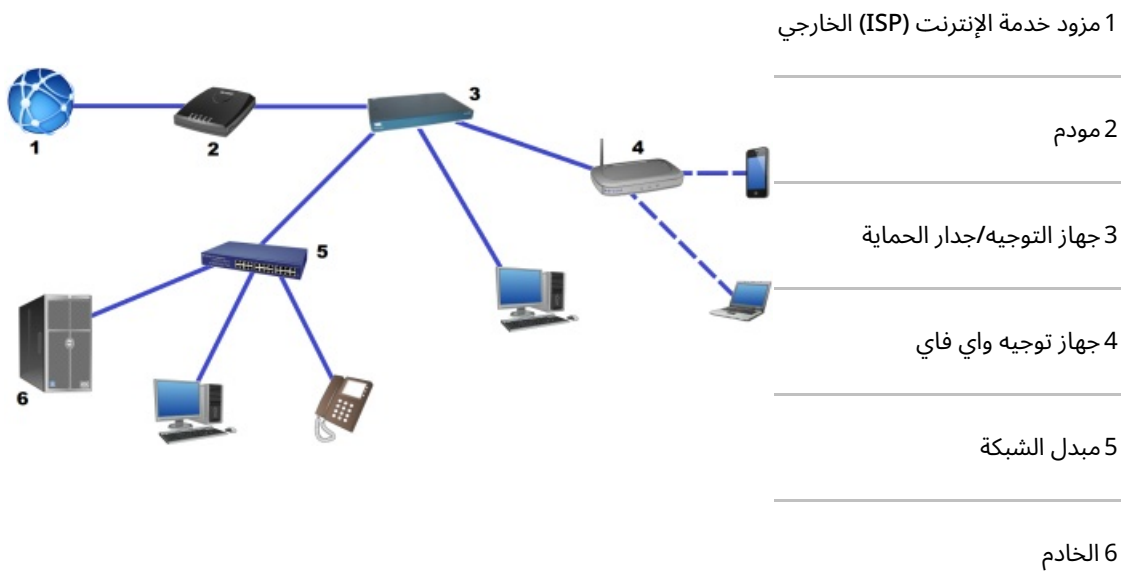 1 مزود خدمة الإنترنت (ISP) الخارجي
2 مودم
3 جهاز التوجيه/جدار الحماية
4 جهاز توجيه واي فاي
5 مبدل الشبكة
6 الخادم
1
2
3
4
5
6